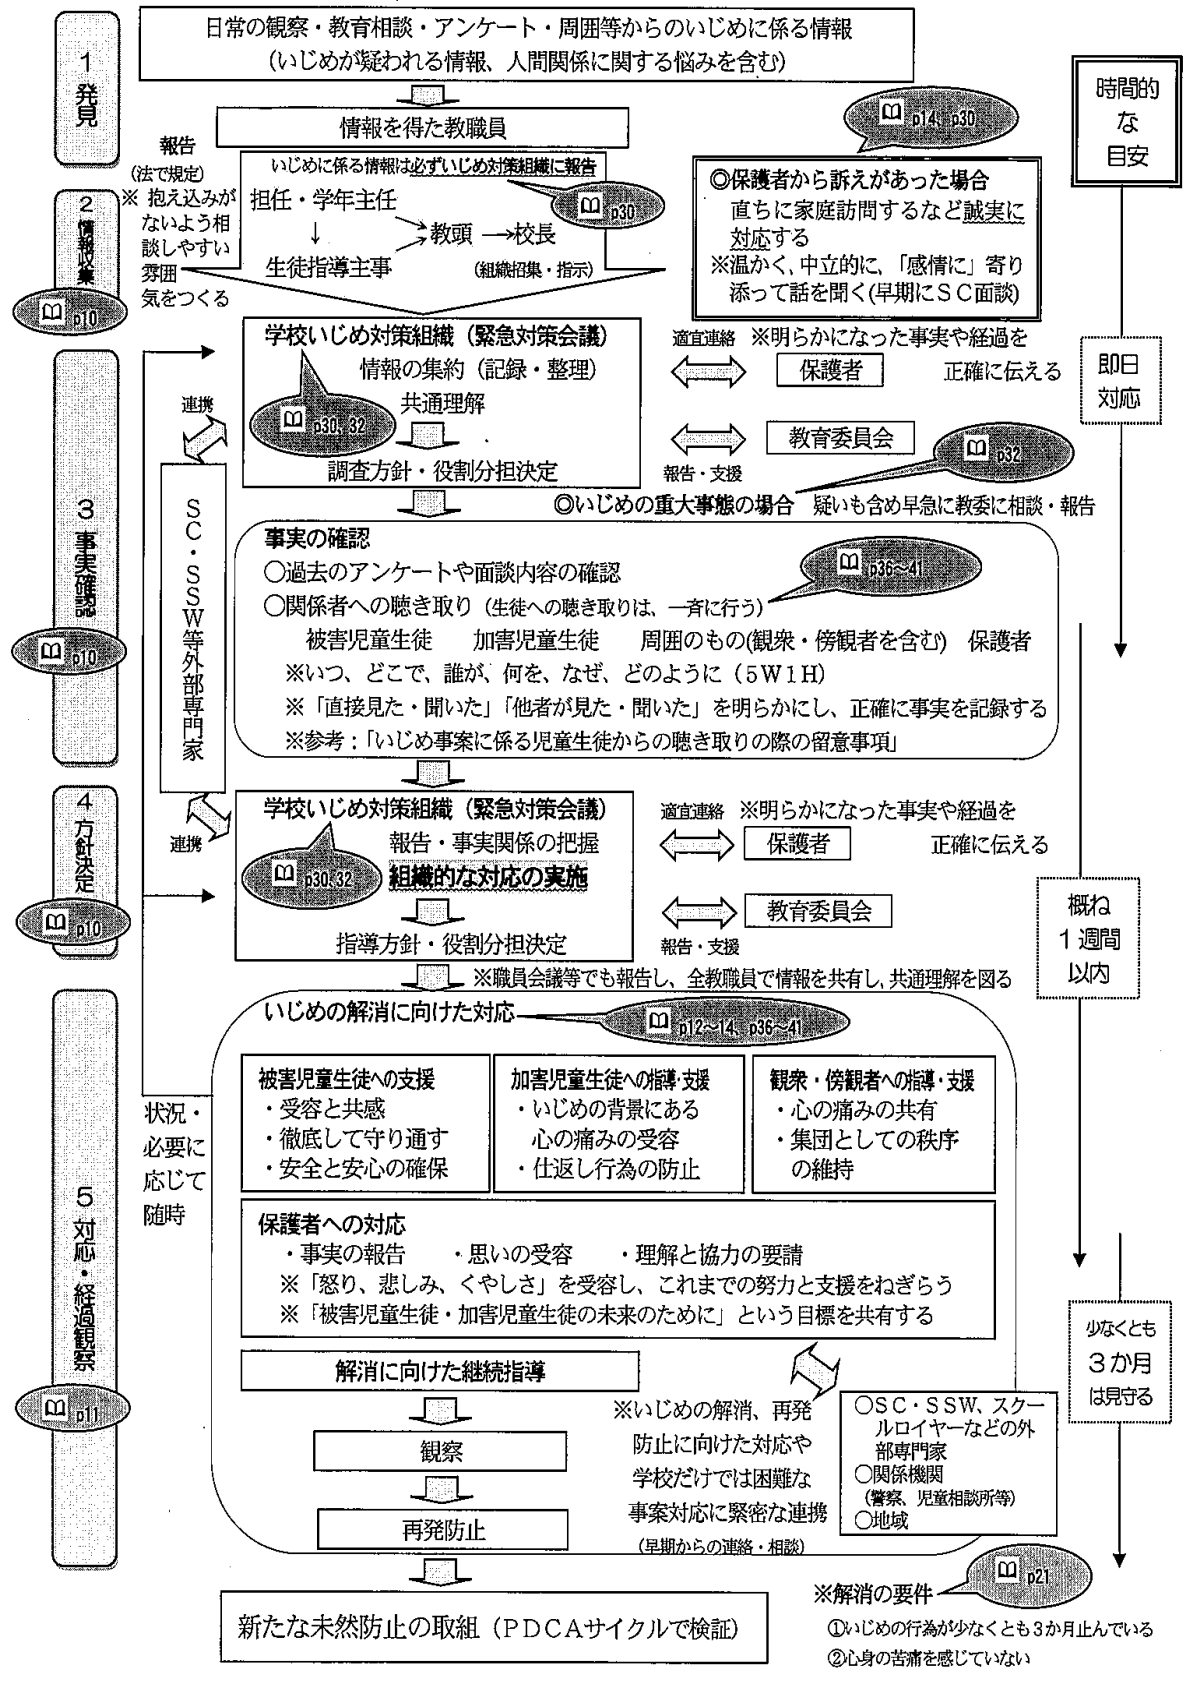 日常の観察・教育相談・アンケート・周囲等からのいじめに係る情報
(いじめが疑われる情報、人間関係に関する悩みを含む)
1 発見
情報を得た教職員
p14、p30
時間的
な
目安
報告
(法で規定)
※ 抱え込みが
ないよう相
談しやすい
雰囲
気をつくる
いじめに係る情報は必ずいじめ対策組織に報告
担任・学年主任
↓
生徒指導主事
教頭 →校長
(組織招集・指示)
p30
◎保護者から訴えがあった場合
直ちに家庭訪問するなど誠実に
対応する
※温かく、中立的に、「感情に」寄り
添って話を聞く(早期にＳＣ面談)
2 情報収集
p10
学校いじめ対策組織（緊急対策会議）
情報の集約（記録・整理）
共通理解
p30、32
調査方針・役割分担決定
適宜連絡 ※明らかになった事実や経過を
保護者 正確に伝える
教育委員会
報告・支援
p32
即日
対応
連携
◎いじめの重大事態の場合 疑いも含め早急に教委に相談・報告
3 事実確認
p10
ＳＣ・ＳＳＷ等外部専門家
事実の確認
○過去のアンケートや面談内容の確認
p36～41
○関係者への聴き取り（生徒への聴き取りは、一斉に行う）
被害児童生徒 加害児童生徒 周囲のもの(観衆・傍観者を含む) 保護者
※いつ、どこで、誰が、何を、なぜ、どのように（５Ｗ１Ｈ）
※「直接見た・聞いた」「他者が見た・聞いた」を明らかにし、正確に事実を記録する
※参考：「いじめ事案に係る児童生徒からの聴き取りの際の留意事項」
4 方針決定
p10
連携
学校いじめ対策組織（緊急対策会議）
報告・事実関係の把握
p30、32
組織的な対応の実施
指導方針・役割分担決定
適宜連絡 ※明らかになった事実や経過を
保護者 正確に伝える
教育委員会
報告・支援
概ね
１週間
以内
※職員会議等でも報告し、全教職員で情報を共有し、共通理解を図る
5 対応・経過観察
p11
いじめの解消に向けた対応
p12～14、p36～41
状況・
必要に
応じて
随時
被害児童生徒への支援
・受容と共感
・徹底して守り通す
・安全と安心の確保
加害児童生徒への指導・支援
・いじめの背景にある
心の痛みの受容
・仕返し行為の防止
観衆・傍観者への指導・支援
・心の痛みの共有
・集団としての秩序
の維持
保護者への対応
・事実の報告 ・思いの受容 ・理解と協力の要請
※「怒り、悲しみ、くやしさ」を受容し、これまでの努力と支援をねぎらう
※「被害児童生徒・加害児童生徒の未来のために」という目標を共有する
少なくとも
３か月
は見守る
解消に向けた継続指導
観察
再発防止
※いじめの解消、再発
防止に向けた対応や
学校だけでは困難な
事案対応に緊密な連携
(早期からの連絡・相談)
○ＳＣ・ＳＳＷ、スクー
ルロイヤーなどの外
部専門家
○関係機関
（警察、児童相談所等）
○地域
新たな未然防止の取組（ＰＤＣＡサイクルで検証）
p21
※解消の要件
①いじめの行為が少なくとも３か月止んでいる
②心身の苦痛を感じていない